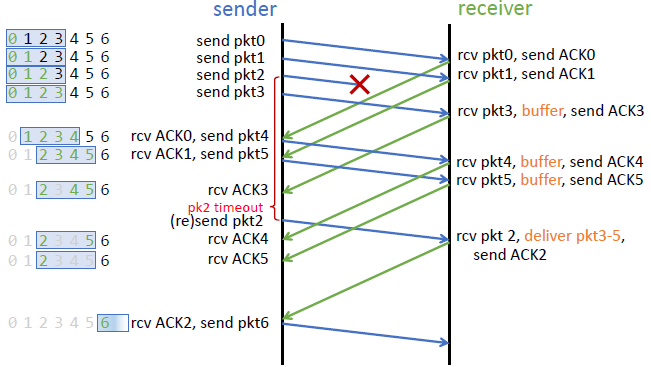 sender receiver
0 1 2 3 4 5 6 send pkt0
0 1 2 3 4 5 6 send pkt1
0 1 2 3 4 5 6 send pkt2
0 1 2 3 4 5 6 send pkt3
rcv pkt0, send ACK0
rcv pkt1, send ACK1
rcv pkt3, buffer, send ACK3
0 1 2 3 4 5 6 rcv ACK0, send pkt4
0 1 2 3 4 5 6 rcv ACK1, send pkt5
rcv pkt4, buffer, send ACK4
rcv pkt5, buffer, send ACK5
0 1 2 3 4 5 6 rcv ACK3
pk2 timeout
(re)send pkt2
0 1 2 3 4 5 6 rcv ACK4
0 1 2 3 4 5 6 rcv ACK5
rcv pkt 2, deliver pkt3-5,
send ACK2
0 1 2 3 4 5 6 rcv ACK2, send pkt6